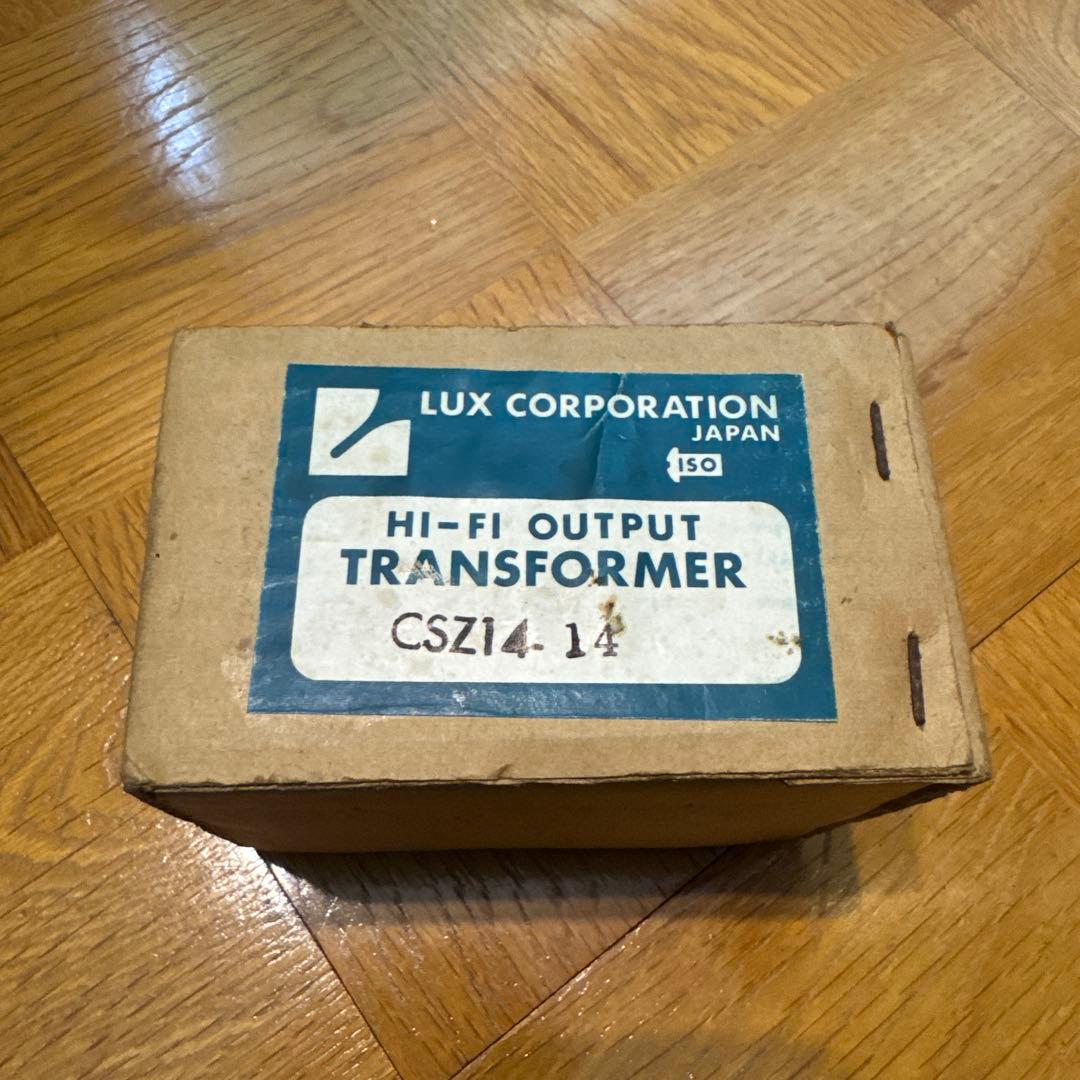 LUX CORPORATION
JAPAN
ISO
HI-FI OUTPUT
TRANSFORMER
CSZ14-14